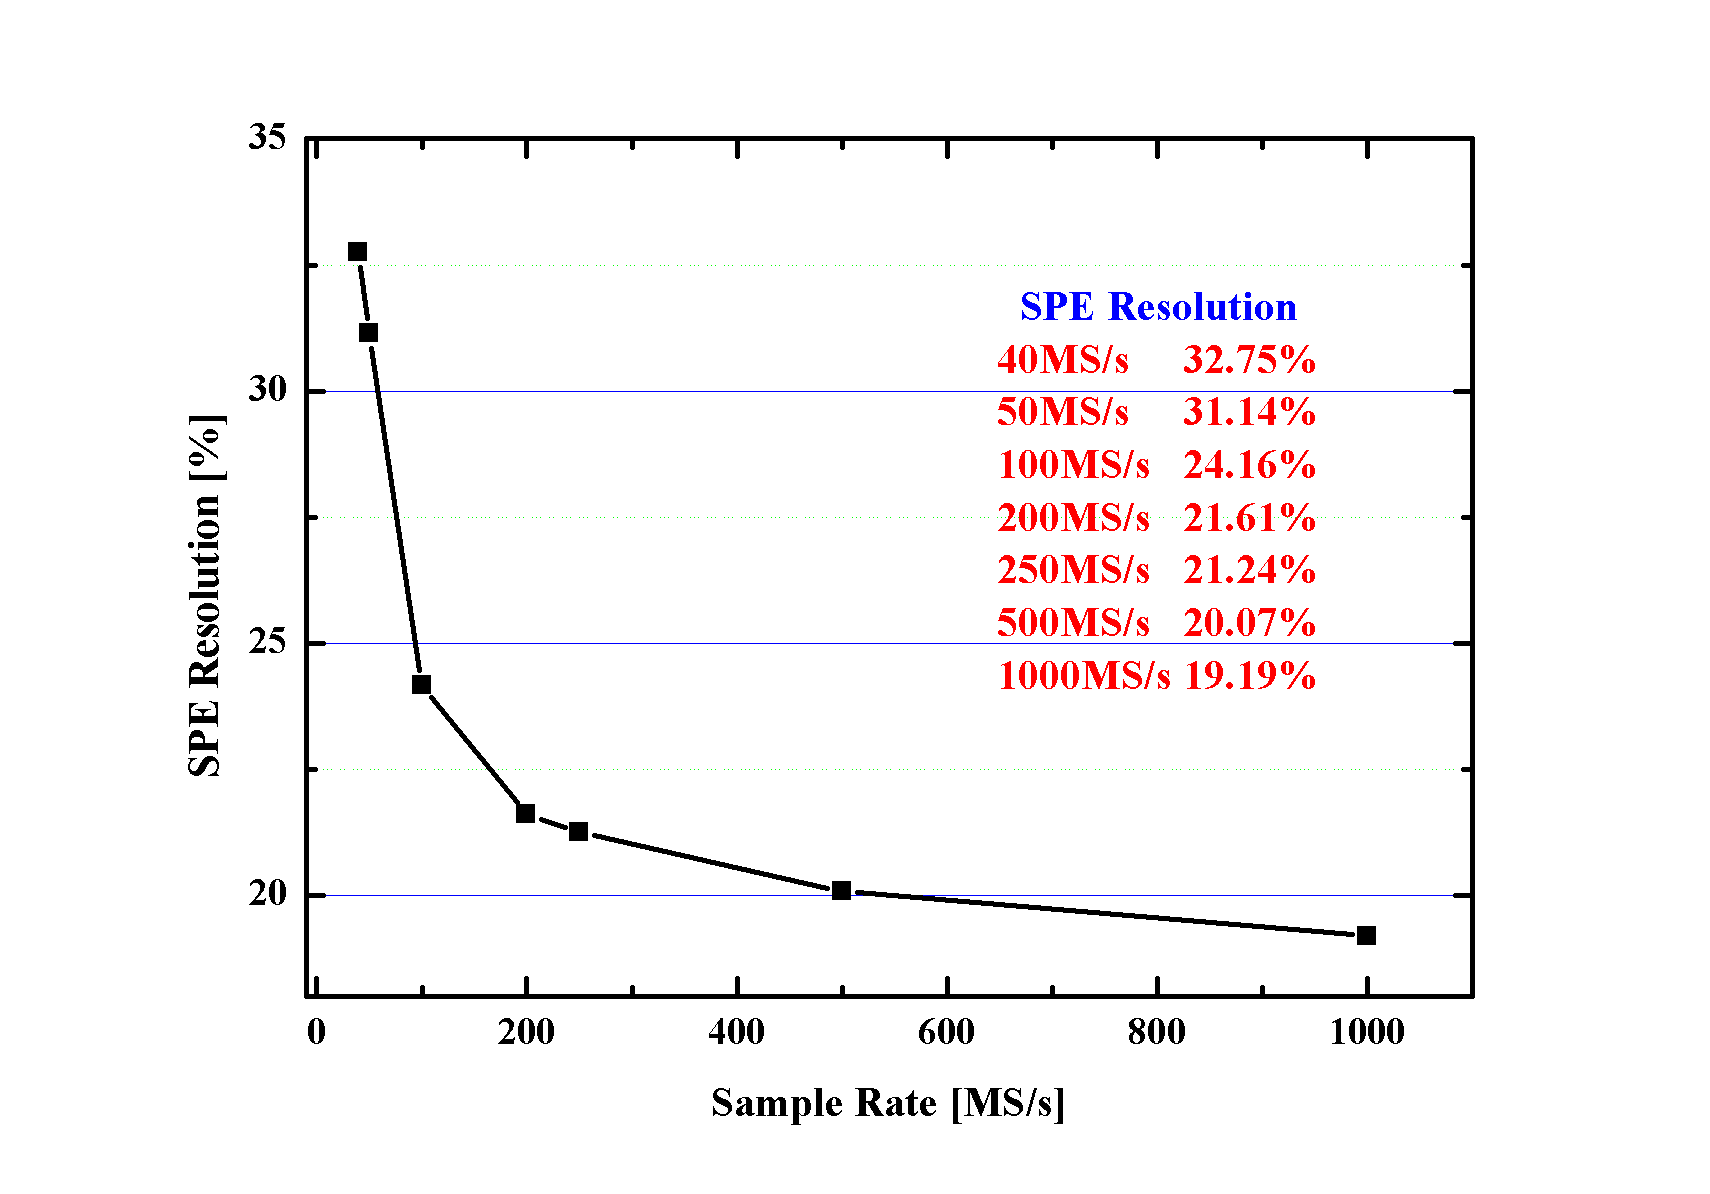 35
30
25
20
SPE Resolution [%]
SPE Resolution
40MS/s 32.75%
50MS/s 31.14%
100MS/s 24.16%
200MS/s 21.61%
250MS/s 21.24%
500MS/s 20.07%
1000MS/s 19.19%
0 200 400 600 800 1000
Sample Rate [MS/s]